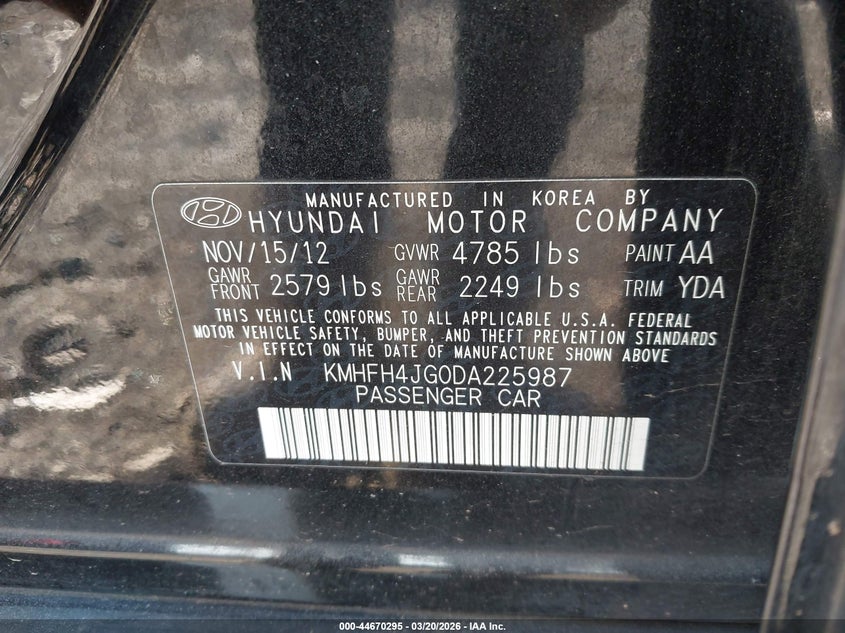 MANUFACTURED IN KOREA BY
HYUNDAI MOTOR COMPANY
NOV/15/12 GVWR 4785 lbs PAINT AA
GAWR FRONT 2579 lbs GAWR REAR 2249 lbs TRIM YDA
THIS VEHICLE CONFORMS TO ALL APPLICABLE U.S.A. FEDERAL
MOTOR VEHICLE SAFETY, BUMPER, AND THEFT PREVENTION STANDARDS
IN EFFECT ON THE DATE OF MANUFACTURE SHOWN ABOVE
V.I.N KMHFH4JG0DA225987
PASSENGER CAR
000-44670295 - 03/20/2026 - IAA Inc.